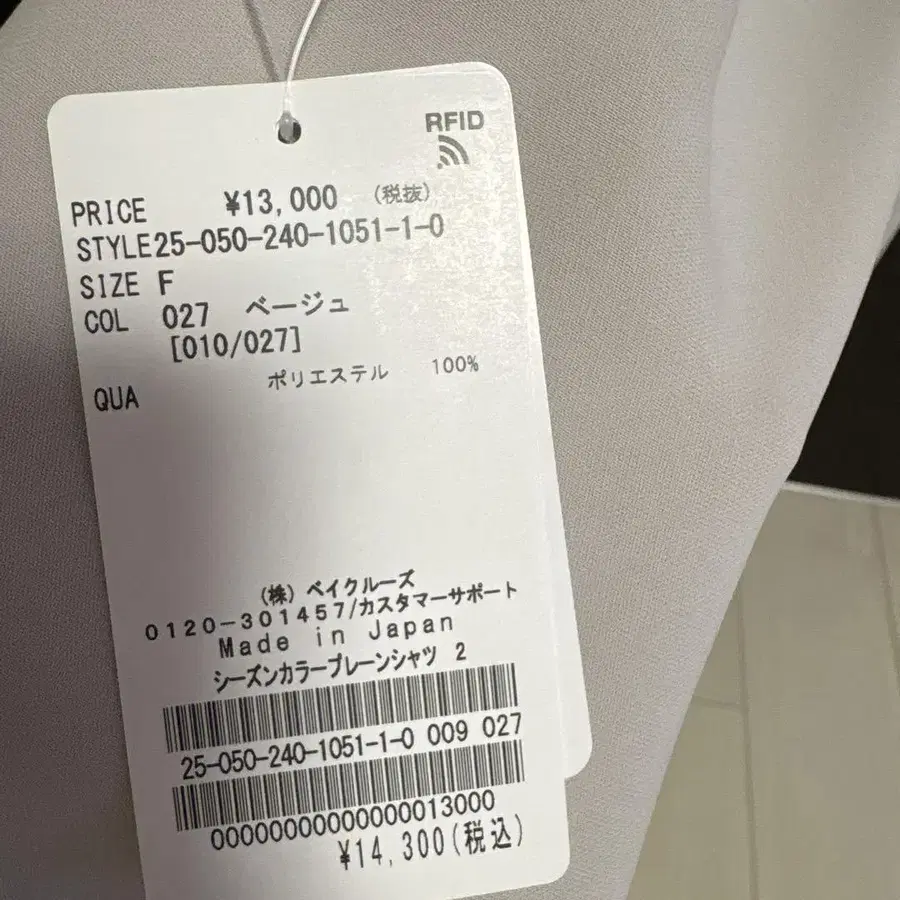 RFID
PRICE ¥13,000 (税抜)
STYLE25-050-240-1051-1-0
SIZE F
COL 027 ベージュ
[010/027]
QUA ポリエステル 100%
(株) ベイクルーズ
0120-301457/カスタマーサポート
Made in Japan
シーズンカラープレーンシャツ 2
25-050-240-1051-1-0 009 027
00000000000000013000
¥14,300(税込)